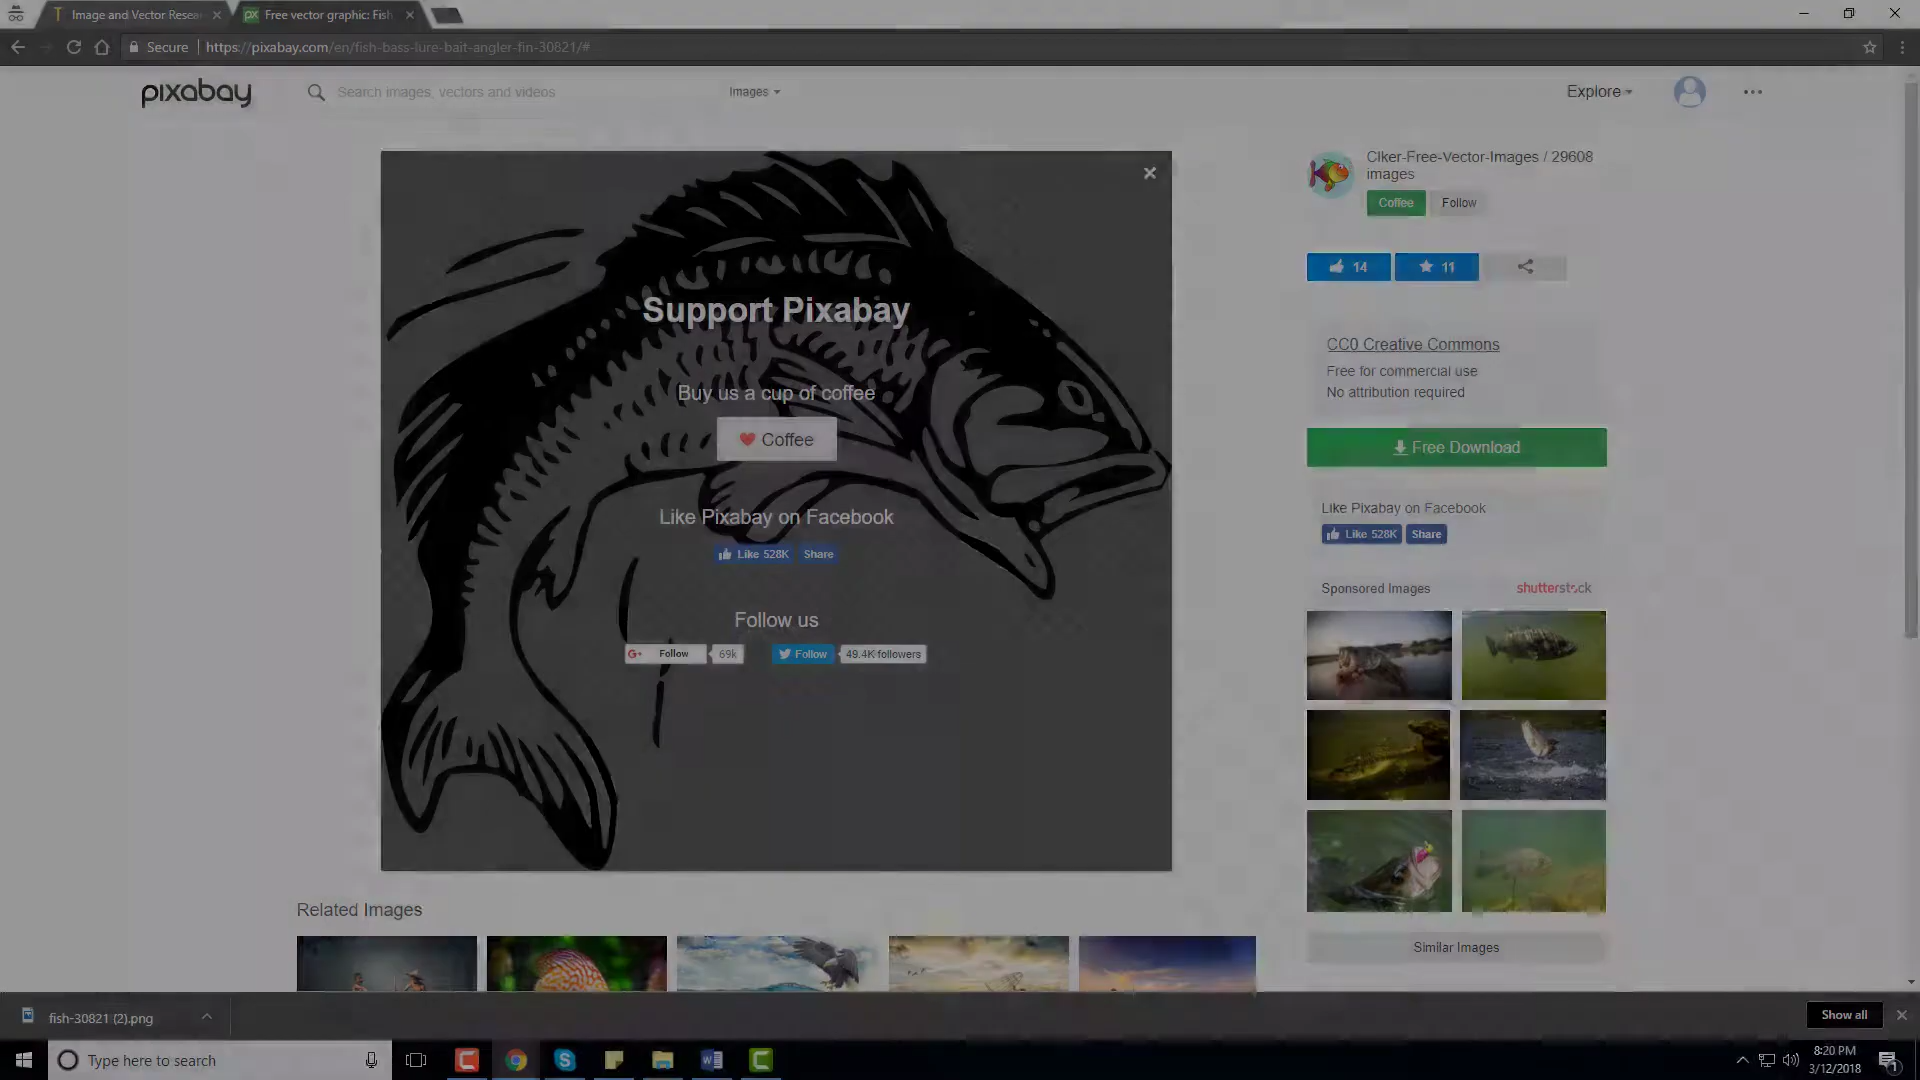 Image and Vector Resea
Free vector graphic: Fish
Secure
https://pixabay.com/en/fish-bass-lure-bait-angler-fin-30821/#
pixabay
Search images, vectors and videos
Images
Explore
Clker-Free-Vector-Images / 29608
images
Coffee
Follow
14
11
Support Pixabay
CC0 Creative Commons
Free for commercial use
No attribution required
Buy us a cup of coffee
Coffee
Free Download
Like Pixabay on Facebook
Like 528K
Share
Like Pixabay on Facebook
Like 528K
Share
Sponsored Images
shutterstock
Follow us
G+ Follow
69k
Follow
49.4K followers
Related Images
Similar Images
fish-30821 (2).png
Show all
Type here to search
8:20 PM
3/12/2018
1